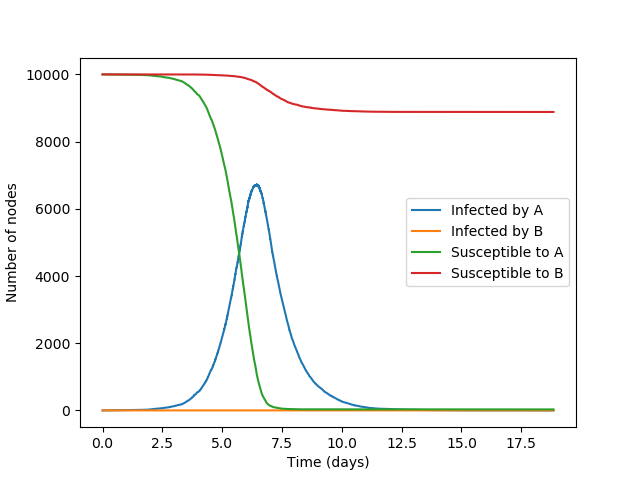 10000
8000
6000
4000
2000
0
Number of nodes
Infected by A
Infected by B
Susceptible to A
Susceptible to B
0.0 2.5 5.0 7.5 10.0 12.5 15.0 17.5
Time (days)